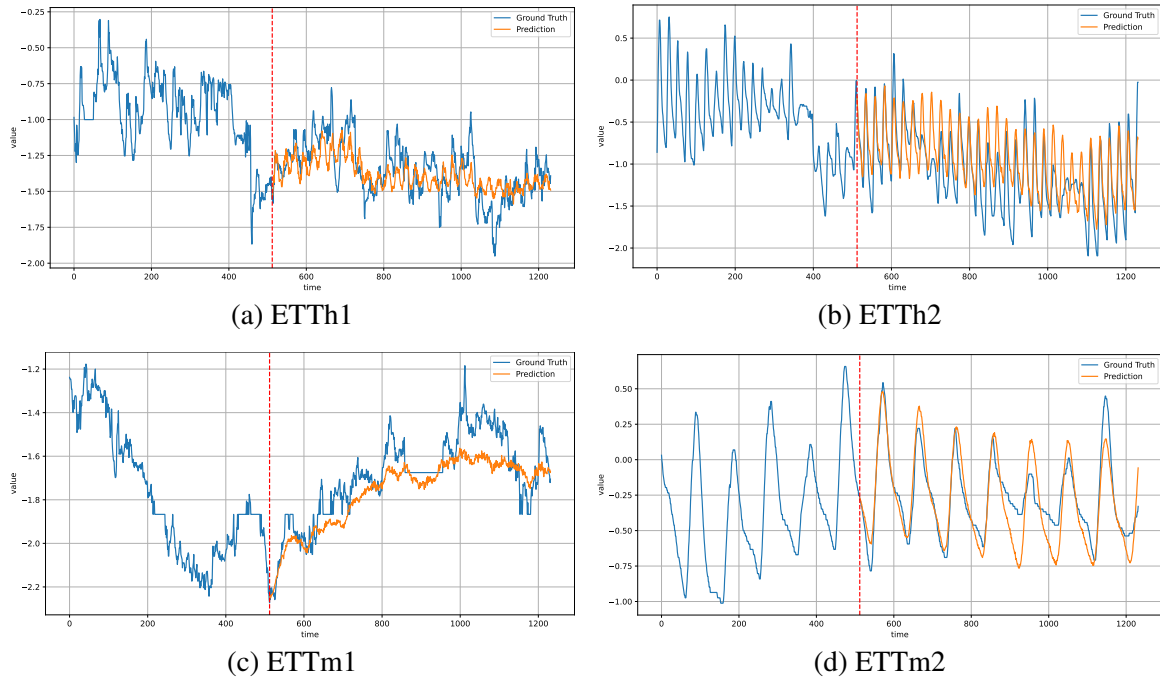 −0.25
−0.50
−0.75
−1.00
−1.25
−1.50
−1.75
−2.00
value
0 200 400 600 800 1000 1200
time
Ground Truth
Prediction
(a) ETTh1
0.5
0.0
−0.5
−1.0
−1.5
−2.0
value
0 200 400 600 800 1000 1200
time
Ground Truth
Prediction
(b) ETTh2
−1.2
−1.4
−1.6
−1.8
−2.0
−2.2
value
0 200 400 600 800 1000 1200
time
Ground Truth
Prediction
(c) ETTm1
0.50
0.25
0.00
−0.25
−0.50
−0.75
−1.00
value
0 200 400 600 800 1000 1200
time
Ground Truth
Prediction
(d) ETTm2